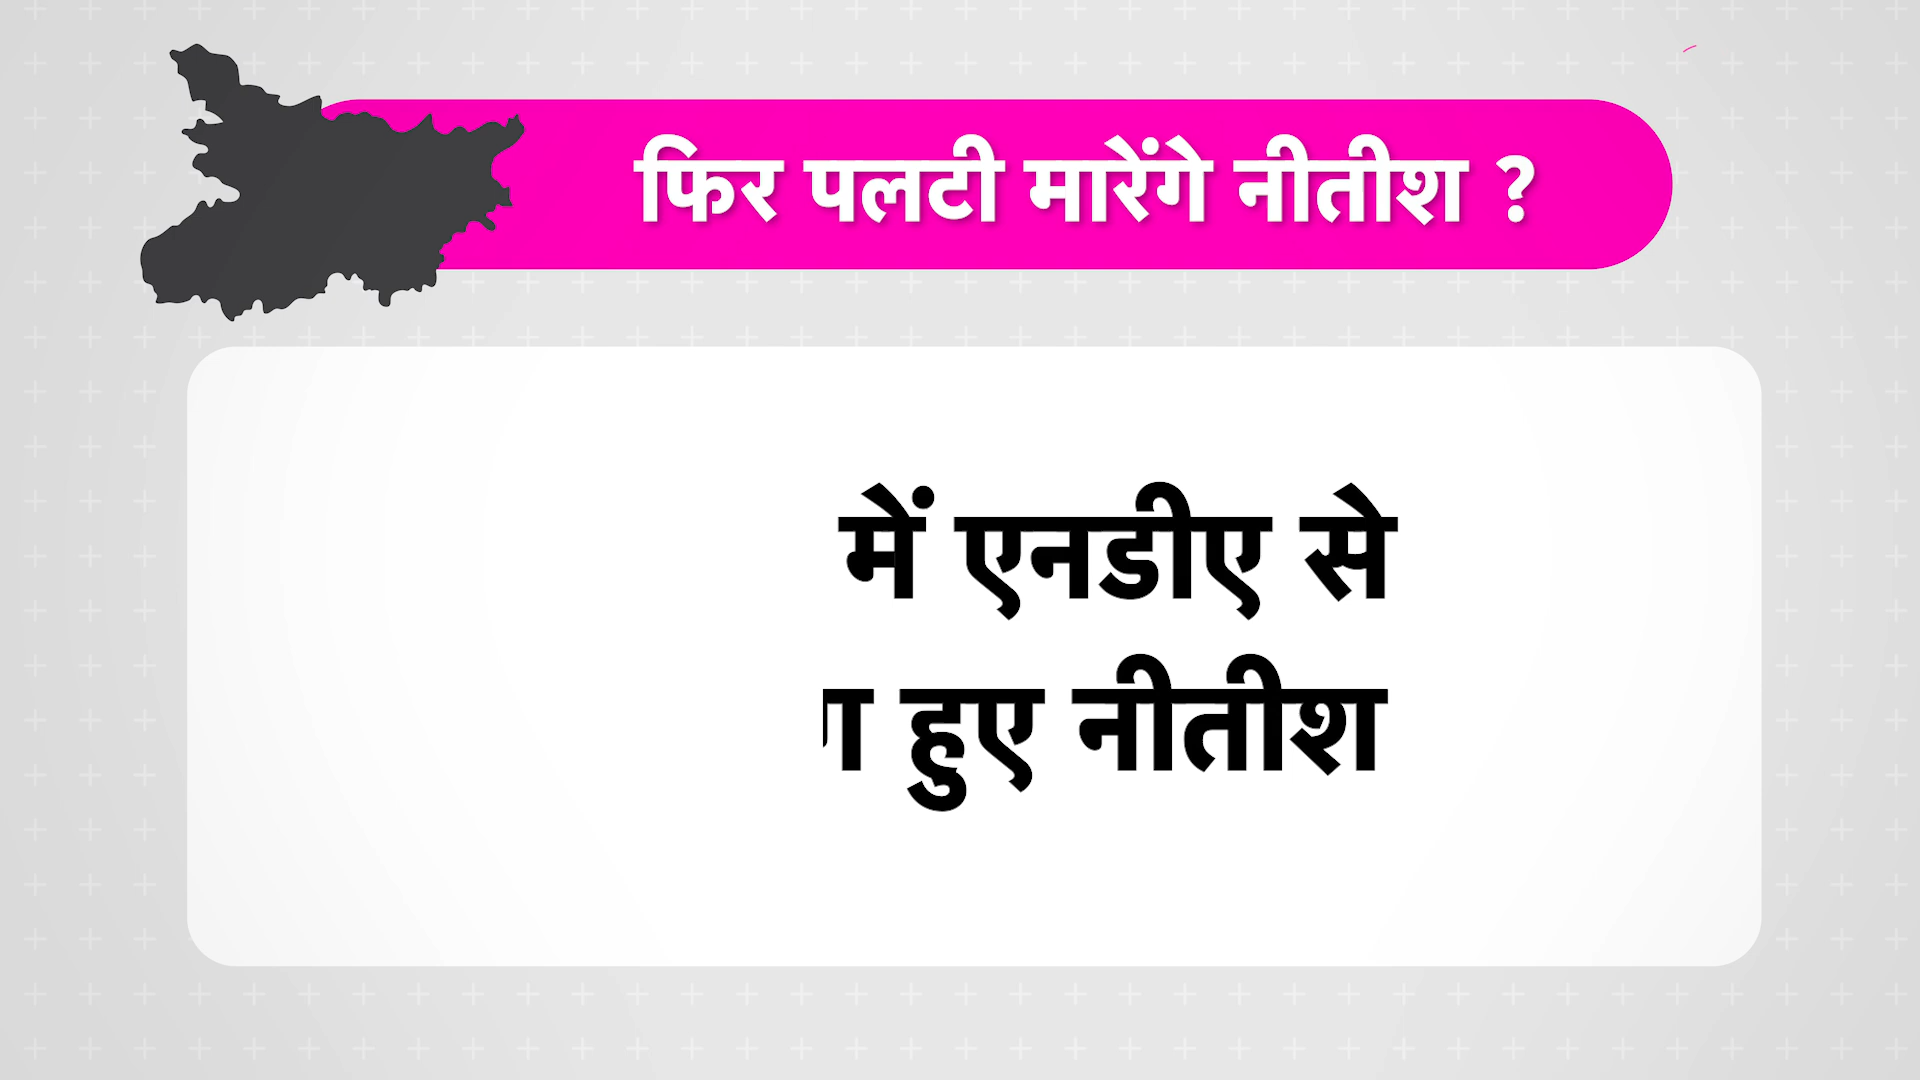 फिर पलटी मारेंगे नीतीश ?
में एनडीए से
हुए नीतीश